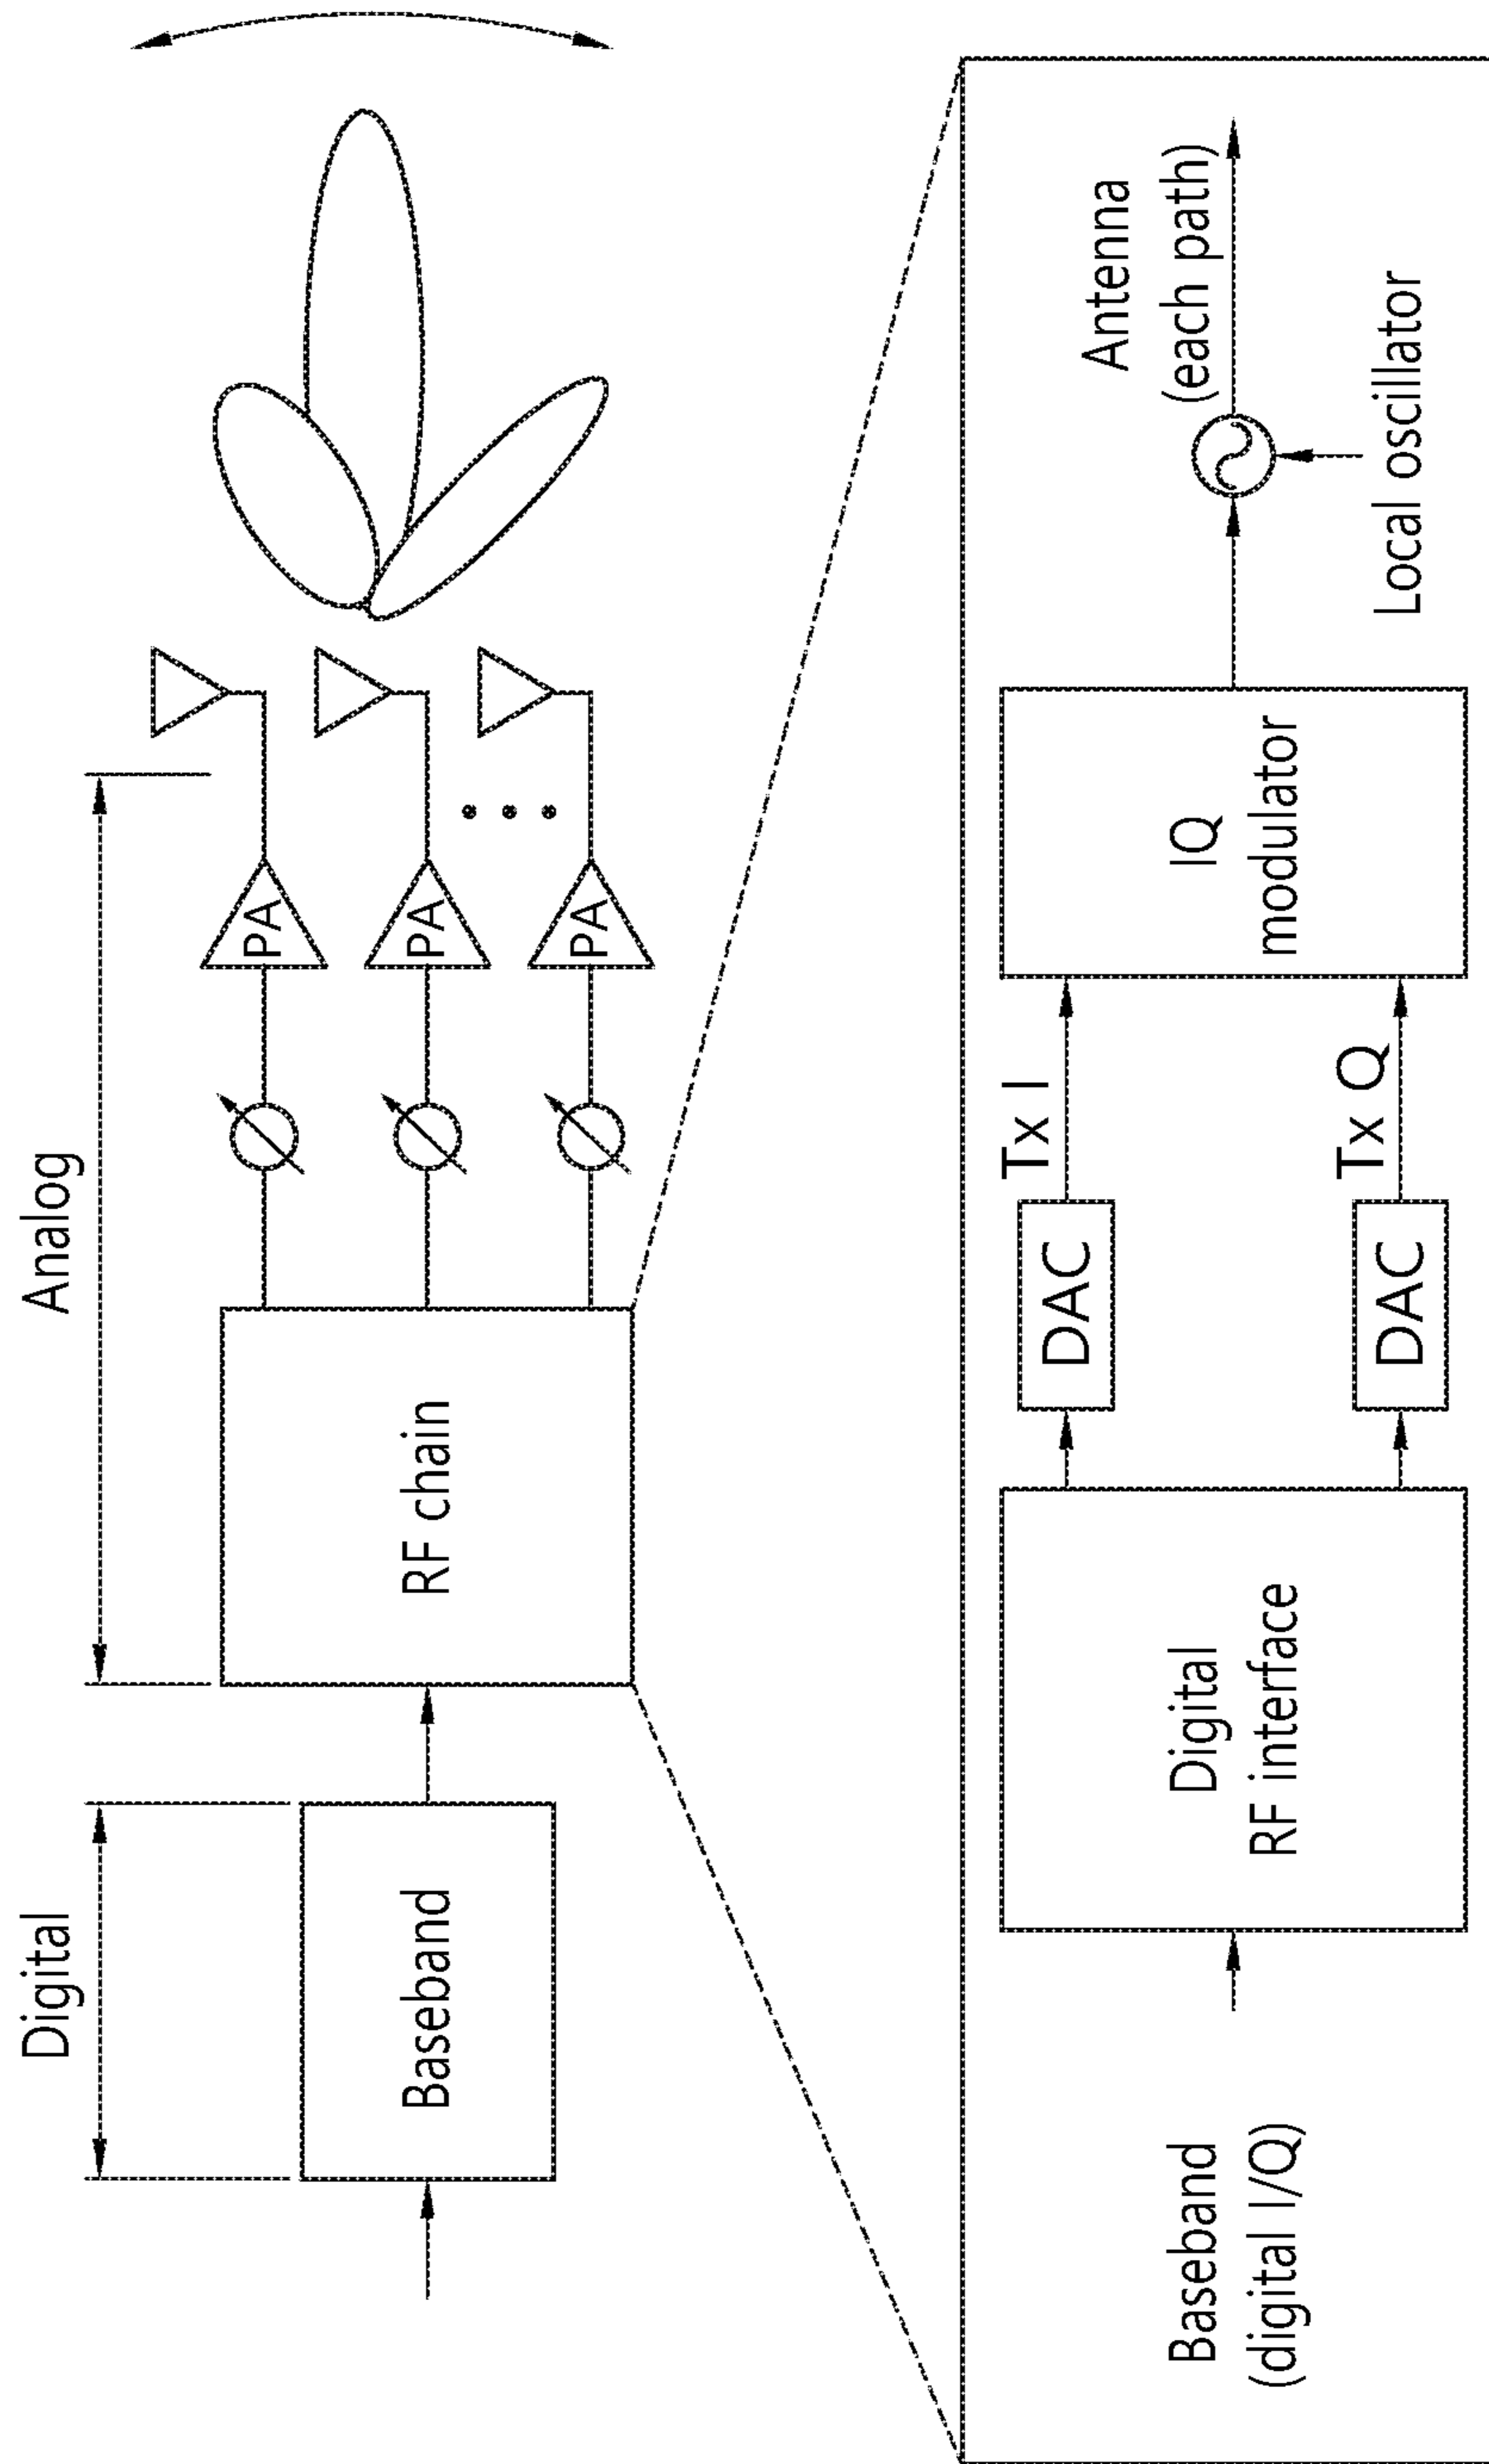 Digital
Analog
Baseband
RF chain
PA
PA
PA
Baseband
(digital I/Q)
Digital
RF interface
DAC
DAC
Tx I
Tx Q
IQ
modulator
Antenna
(each path)
Local oscillator